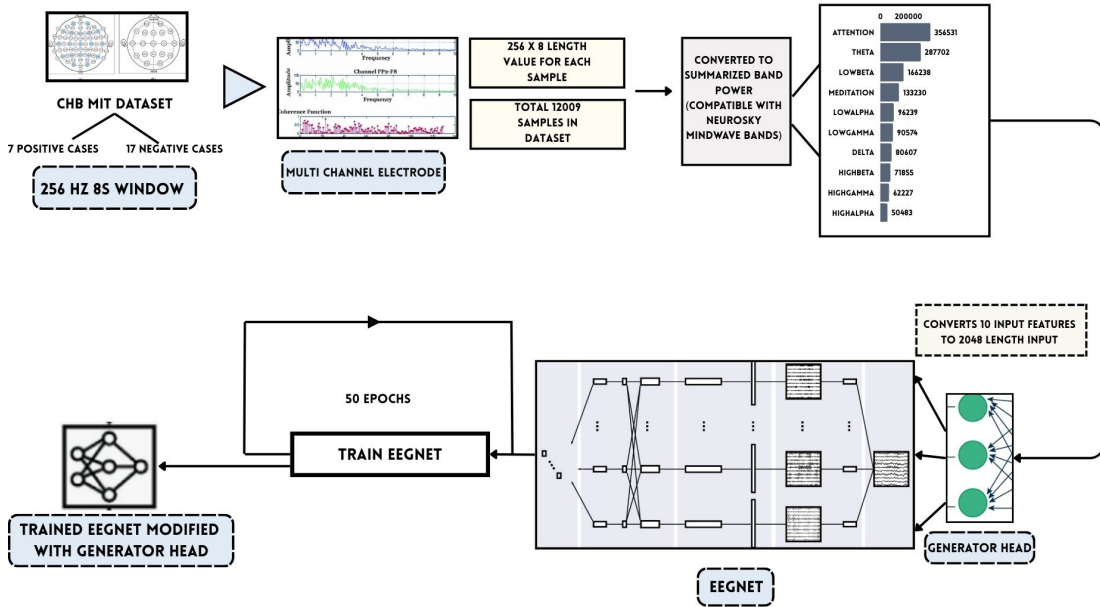 CHB MIT DATASET
7 POSITIVE CASES
17 NEGATIVE CASES
256 HZ 8S WINDOW
Amplit
Frequency
Channel FP2-F8
Amplitude
Frequency
Coherence Function
MULTI CHANNEL ELECTRODE
256 X 8 LENGTH
VALUE FOR EACH
SAMPLE
TOTAL 12009
SAMPLES IN
DATASET
CONVERTED TO
SUMMARIZED BAND
POWER
(COMPATIBLE WITH
NEUROSKY
MINDWAVE BANDS)
0 200000
ATTENTION 356531
THETA 287702
LOWBETA 166238
MEDITATION 133230
LOWALPHA 96239
LOWGAMMA 90574
DELTA 80607
HIGHBETA 71855
HIGHGAMMA 62227
HIGHALPHA 50483
CONVERTS 10 INPUT FEATURES
TO 2048 LENGTH INPUT
GENERATOR HEAD
EEGNET
50 EPOCHS
TRAIN EEGNET
TRAINED EEGNET MODIFIED
WITH GENERATOR HEAD